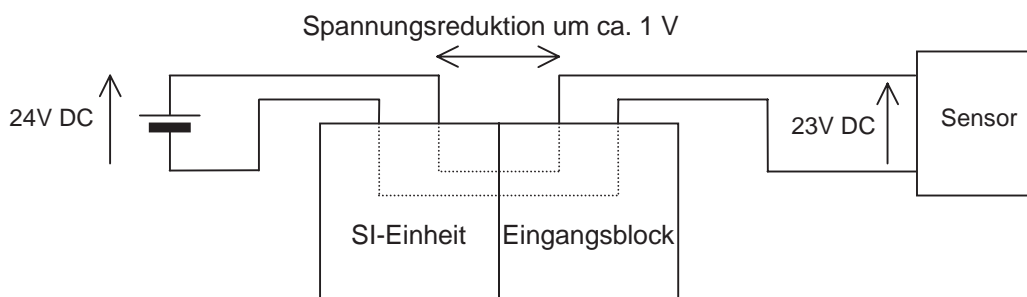 Spannungsreduktion um ca. 1 V
24V DC
23V DC
Sensor
SI-Einheit
Eingangsblock